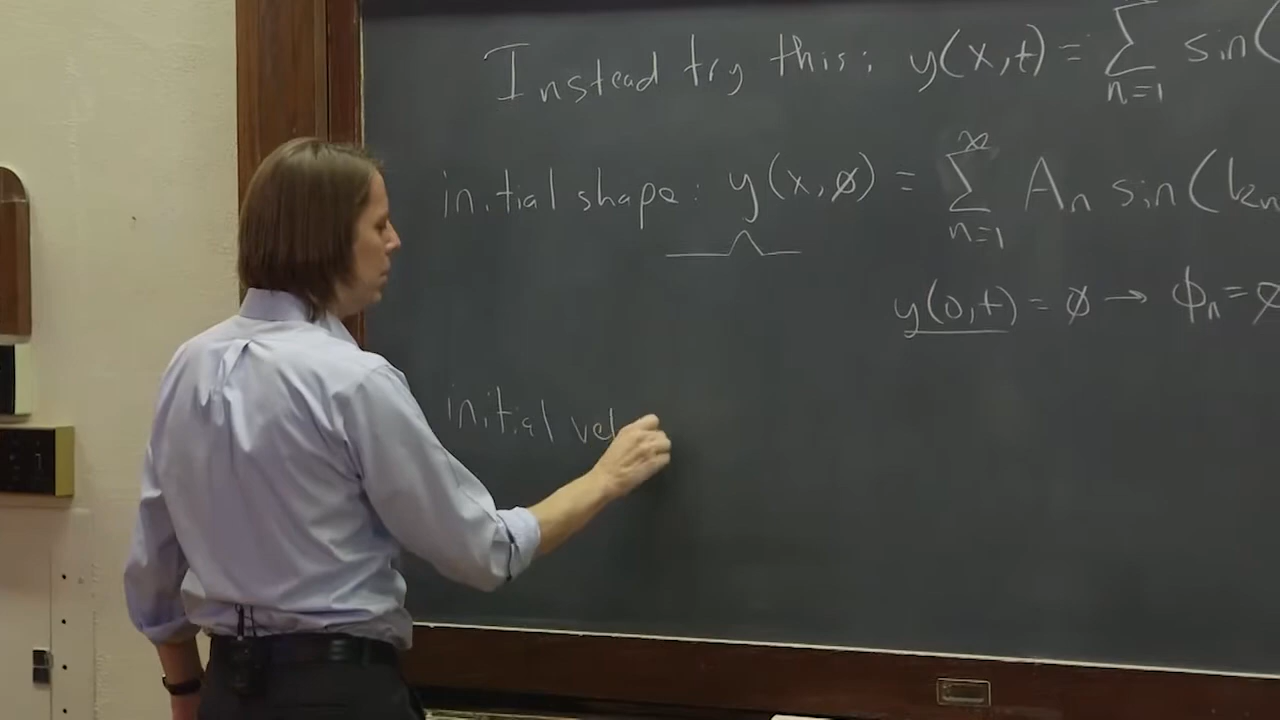 Instead try this: y(x,t) = ∑ sin(
n=1
initial shape: y(x,∅) = ∑ Aₙ sin(kₙ
∞
n=1
y(0,t) = ∅ → ϕₙ = ∅
initial vel